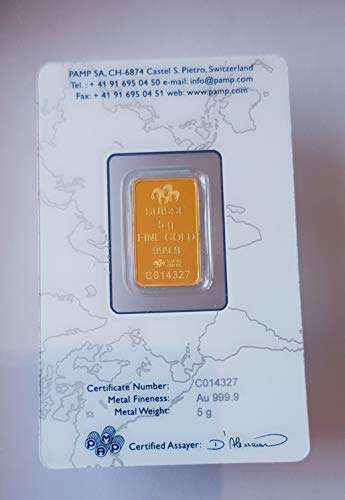 PAMP SA, CH-6874 Castel S. Pietro, Switzerland
Tel.: + 41 91 695 04 50 e-mail: info@pamp.com
Fax: + 41 91 695 04 51 web: www.pamp.com
SUISSE
5 g
FINE GOLD
999.9
C014327
Certificate Number: C014327
Metal Fineness: Au 999.9
Metal Weight: 5 g
PAMP
Certified Assayer: